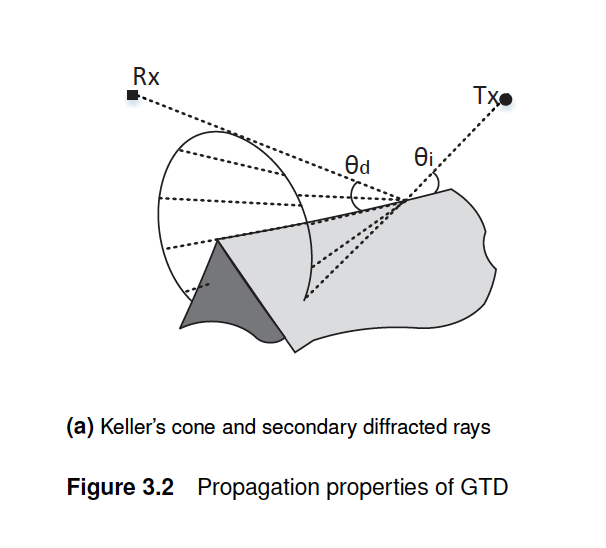 Rx
Tx
θd
θi
(a) Keller's cone and secondary diffracted rays
Figure 3.2 Propagation properties of GTD